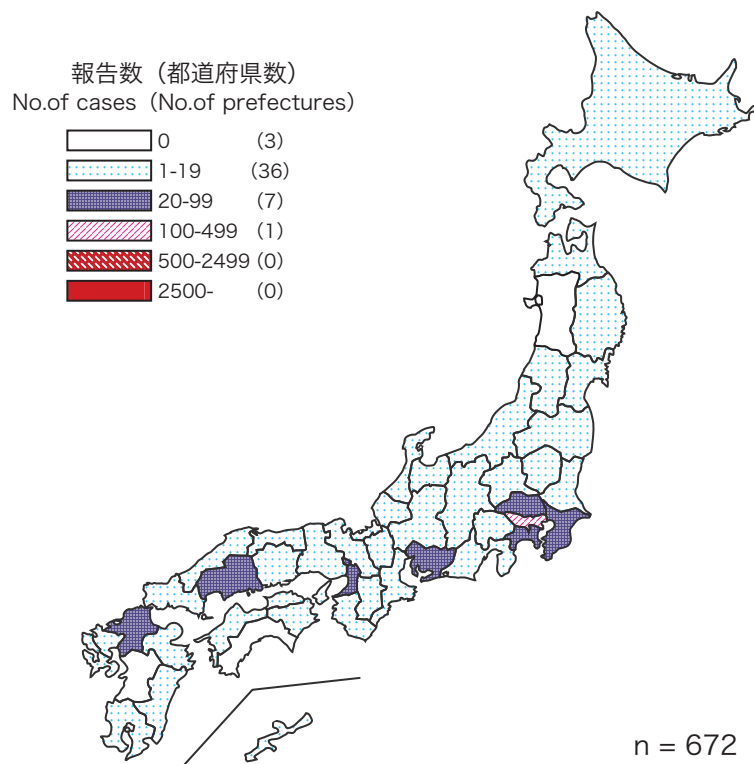 報告数（都道府県数）
No.of cases（No.of prefectures）
0 (3)
1-19 (36)
20-99 (7)
100-499 (1)
500-2499 (0)
2500- (0)
n = 672